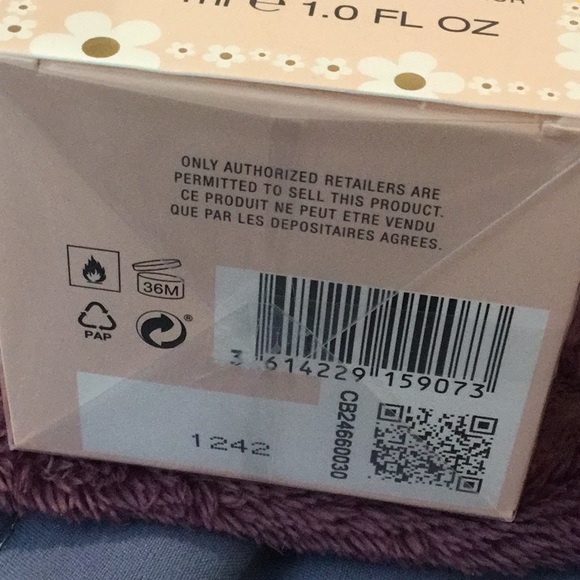 ml e 1.0 FL OZ
ONLY AUTHORIZED RETAILERS ARE
PERMITTED TO SELL THIS PRODUCT.
CE PRODUIT NE PEUT ETRE VENDU
QUE PAR LES DEPOSITAIRES AGREES.
36M
PAP
®
3 614229 159073
CB24660030
1242